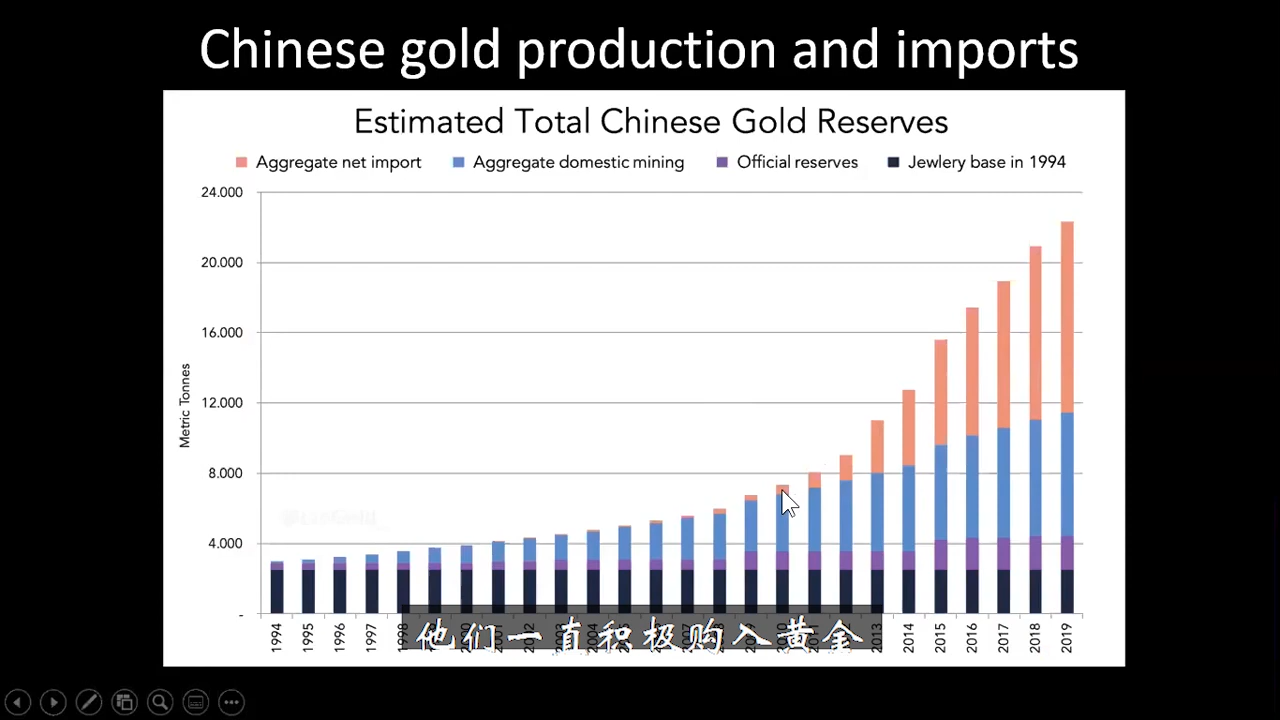 Chinese gold production and imports
Estimated Total Chinese Gold Reserves
Aggregate net import Aggregate domestic mining Official reserves Jewlery base in 1994
24.000
20.000
16.000
12.000
8.000
4.000
-
Metric Tonnes
1994 1995 1996 1997 2013 2014 2015 2016 2017 2018 2019
他们一直积极购入黄金